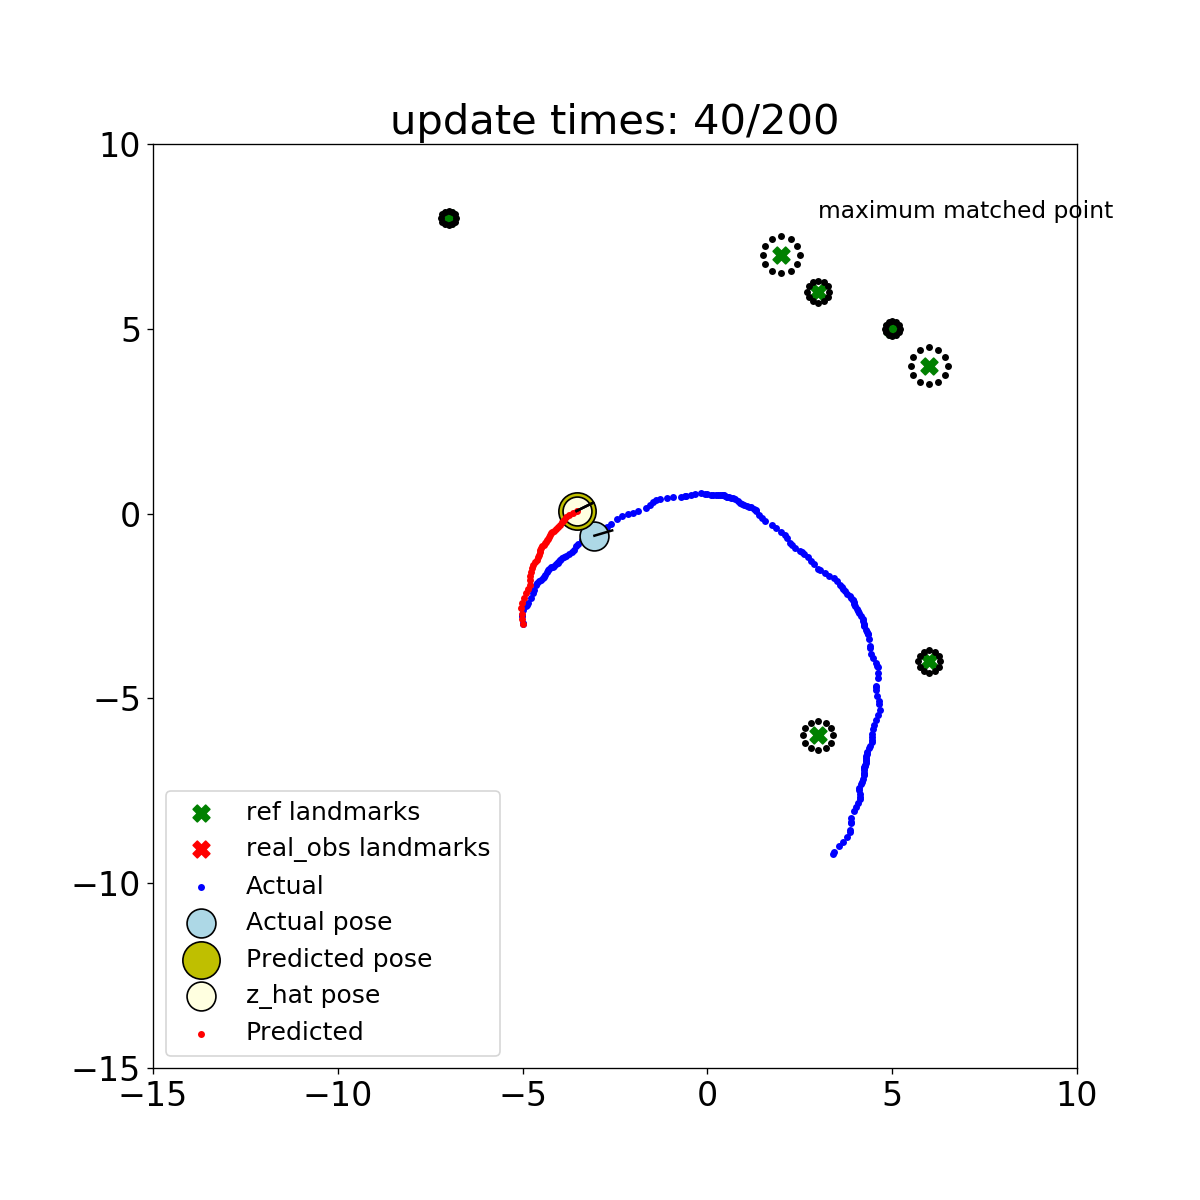 update times: 40/200
10
maximum matched point
5
0
−5
−10
−15
ref landmarks
real_obs landmarks
Actual
Actual pose
Predicted pose
z_hat pose
Predicted
−15
−10
−5
0
5
10